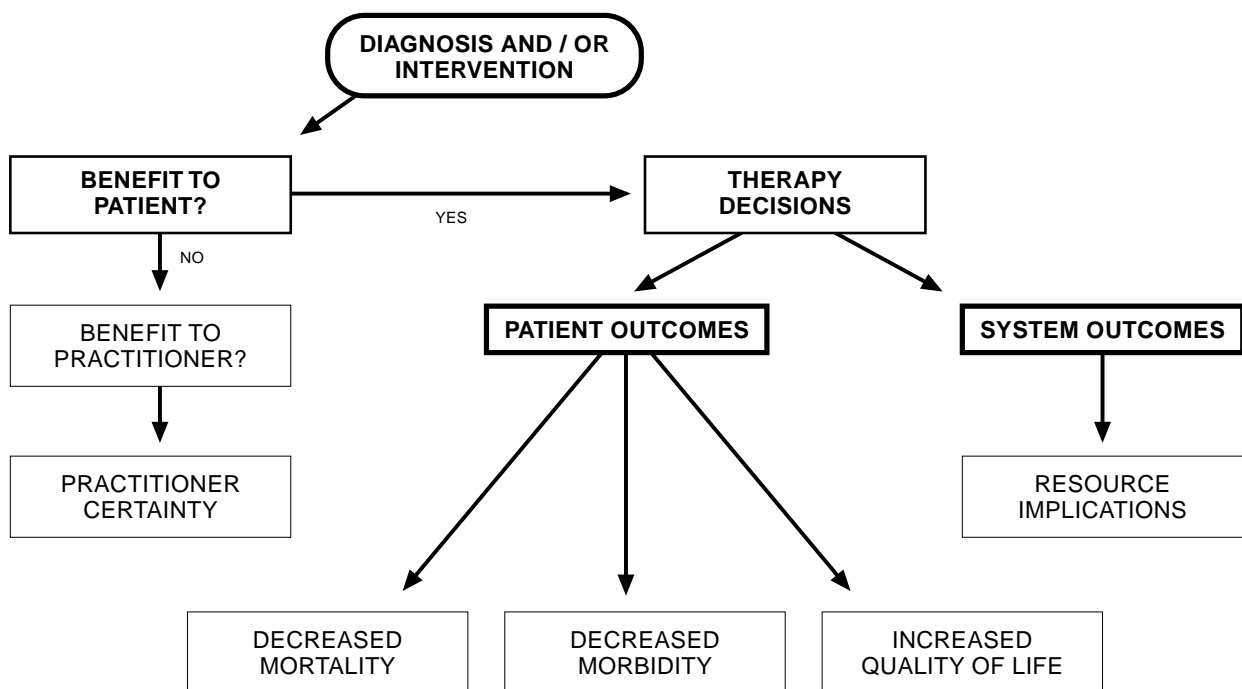 DIAGNOSIS AND / OR
INTERVENTION
BENEFIT TO
PATIENT?
YES
THERAPY
DECISIONS
NO
BENEFIT TO
PRACTITIONER?
PATIENT OUTCOMES
SYSTEM OUTCOMES
PRACTITIONER
CERTAINTY
RESOURCE
IMPLICATIONS
DECREASED
MORTALITY
DECREASED
MORBIDITY
INCREASED
QUALITY OF LIFE